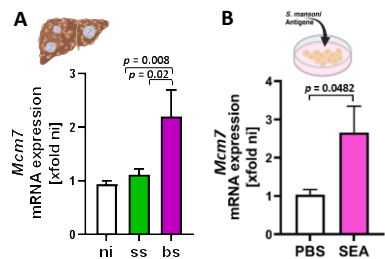 A
p = 0.008
p = 0.02
Mcm7
mRNA expression
[xfold ni]
3
2
1
0
ni ss bs
B
S. mansoni
Antigene
p = 0.0482
Mcm7
mRNA expression
[xfold ni]
4
3
2
1
0
PBS SEA